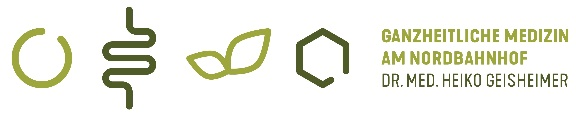 GANZHEITLICHE MEDIZIN
AM NORDBAHNHOF
DR. MED. HEIKO GEISHEIMER